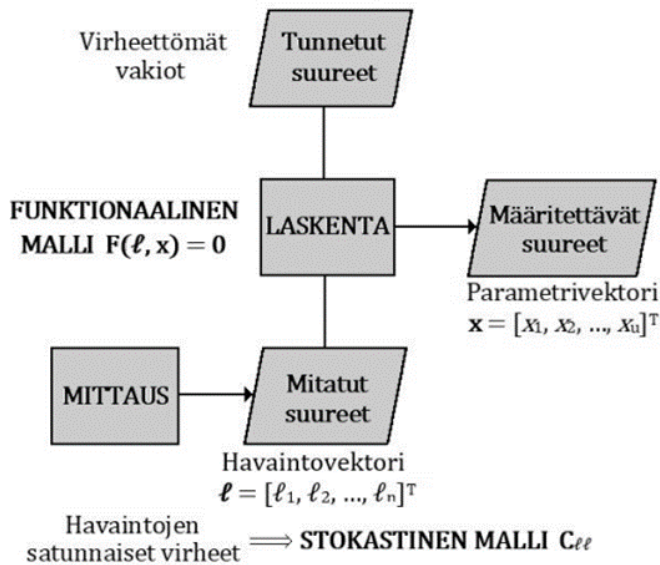 Virheettömät
vakiot
Tunnetut
suureet
FUNKTIONAALINEN
MALLI F(ℓ, x) = 0
LASKENTA
Määritettävät
suureet
Parametrivektori
x = [x₁, x₂, ..., xᵤ]ᵀ
MITTAUS
Mitatut
suureet
Havaintovektori
ℓ = [ℓ₁, ℓ₂, ..., ℓₙ]ᵀ
Havaintojen
satunnaiset virheet ⟹ STOKASTINEN MALLI Cℓℓ